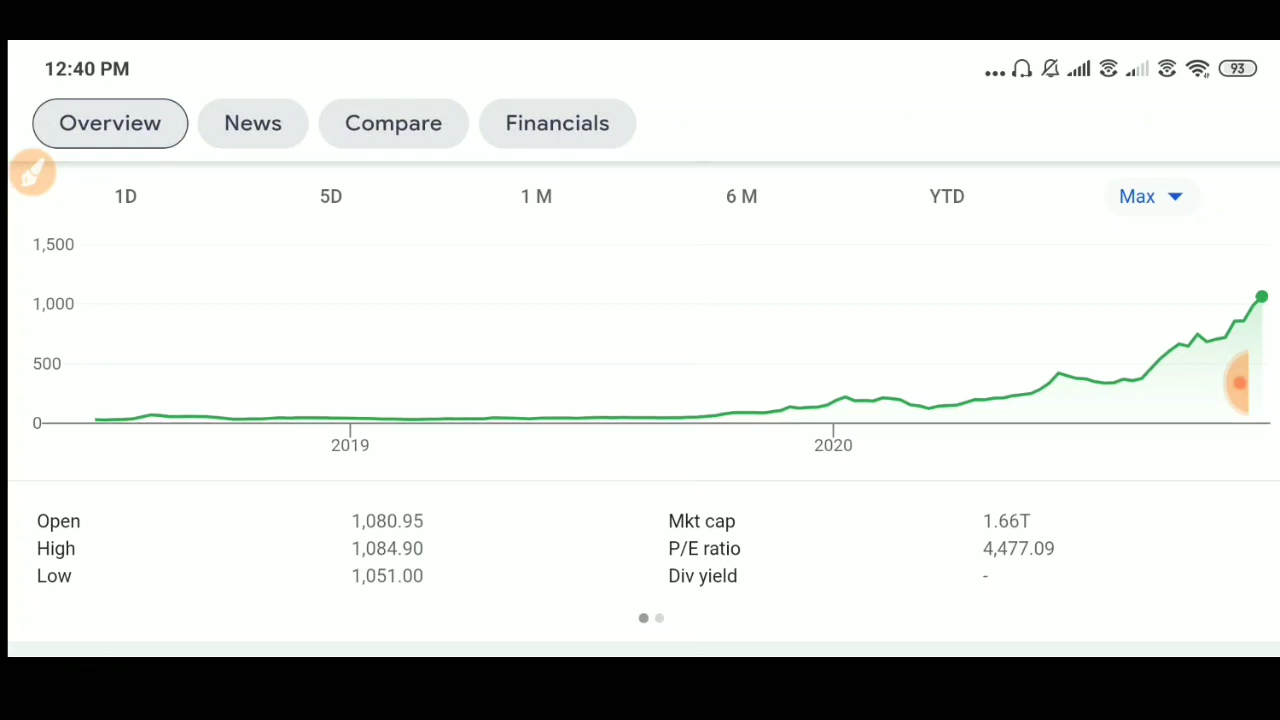 12:40 PM 93
Overview News Compare Financials
1D 5D 1 M 6 M YTD Max
1,500
1,000
500
0
2019 2020
Open 1,080.95 Mkt cap 1.66T
High 1,084.90 P/E ratio 4,477.09
Low 1,051.00 Div yield -